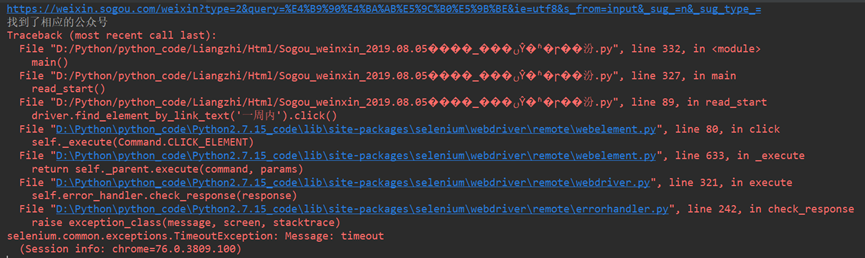 https://weixin.sogou.com/weixin?type=2&query=%E4%B9%90%E4%BA%AB%E5%9C%B0%E5%9B%BE&ie=utf8&s_from=input&_sug_=n&_sug_type_=
找到了相应的公众号
Traceback (most recent call last):
File "D:/Python/python_code/Liangzhi/Html/Sogou_weinxin_2019.08.05����_���ںŶ�ʱ�ɼ��汾.py", line 332, in <module>
main()
File "D:/Python/python_code/Liangzhi/Html/Sogou_weinxin_2019.08.05����_���ںŶ�ʱ�ɼ��汾.py", line 327, in main
read_start()
File "D:/Python/python_code/Liangzhi/Html/Sogou_weinxin_2019.08.05����_���ںŶ�ʱ�ɼ��汾.py", line 89, in read_start
driver.find_element_by_link_text('一周内').click()
File "D:\Python\python_code\Python2.7.15_code\lib\site-packages\selenium\webdriver\remote\webelement.py", line 80, in click
self._execute(Command.CLICK_ELEMENT)
File "D:\Python\python_code\Python2.7.15_code\lib\site-packages\selenium\webdriver\remote\webelement.py", line 633, in _execute
return self._parent.execute(command, params)
File "D:\Python\python_code\Python2.7.15_code\lib\site-packages\selenium\webdriver\remote\webdriver.py", line 321, in execute
self.error_handler.check_response(response)
File "D:\Python\python_code\Python2.7.15_code\lib\site-packages\selenium\webdriver\remote\errorhandler.py", line 242, in check_response
raise exception_class(message, screen, stacktrace)
selenium.common.exceptions.TimeoutException: Message: timeout
(Session info: chrome=76.0.3809.100)